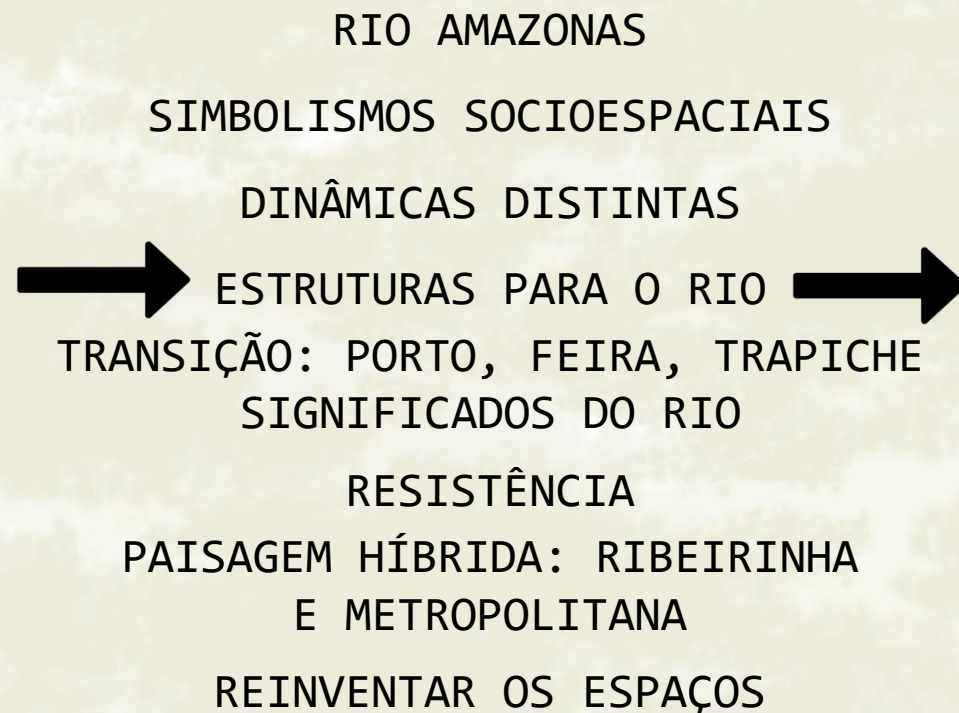 RIO AMAZONAS
SIMBOLISMOS SOCIOESPACIAIS
DINÂMICAS DISTINTAS
ESTRUTURAS PARA O RIO
TRANSIÇÃO: PORTO, FEIRA, TRAPICHE
SIGNIFICADOS DO RIO
RESISTÊNCIA
PAISAGEM HÍBRIDA: RIBEIRINHA
E METROPOLITANA
REINVENTAR OS ESPAÇOS